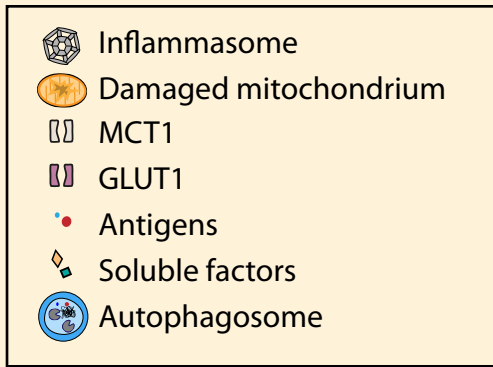 Inflammasome
Damaged mitochondrium
MCT1
GLUT1
Antigens
Soluble factors
Autophagosome